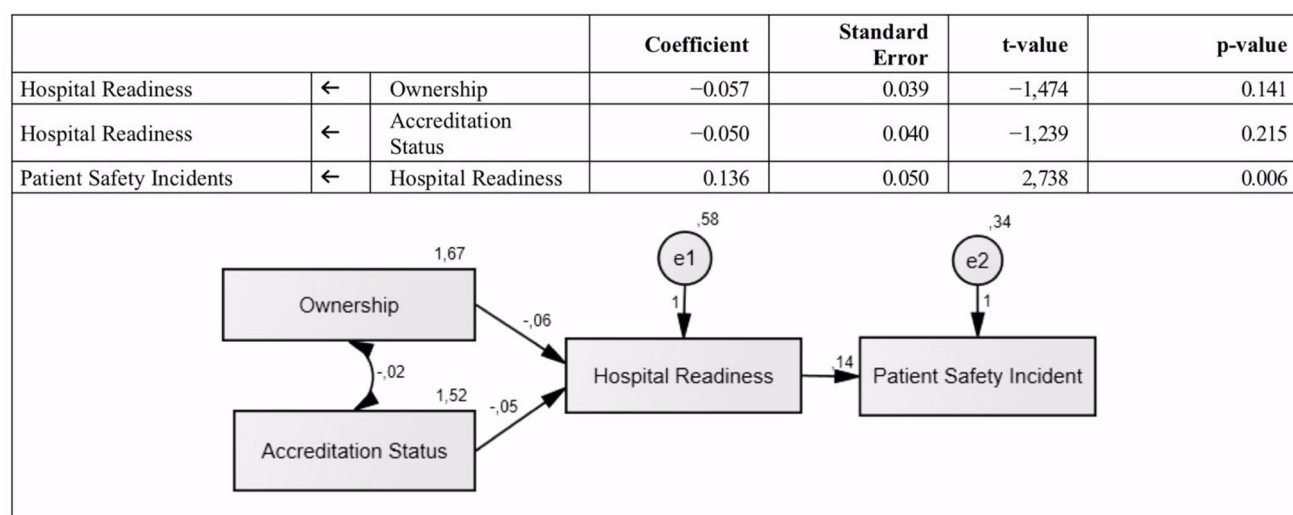 Coefficient Standard Error t-value p-value
Hospital Readiness ← Ownership −0.057 0.039 −1,474 0.141
Hospital Readiness ← Accreditation Status −0.050 0.040 −1,239 0.215
Patient Safety Incidents ← Hospital Readiness 0.136 0.050 2,738 0.006
,58
,34
e1
e2
1,67
Ownership
1
1
-,06
-,02
Hospital Readiness
,14
Patient Safety Incident
1,52
-,05
Accreditation Status